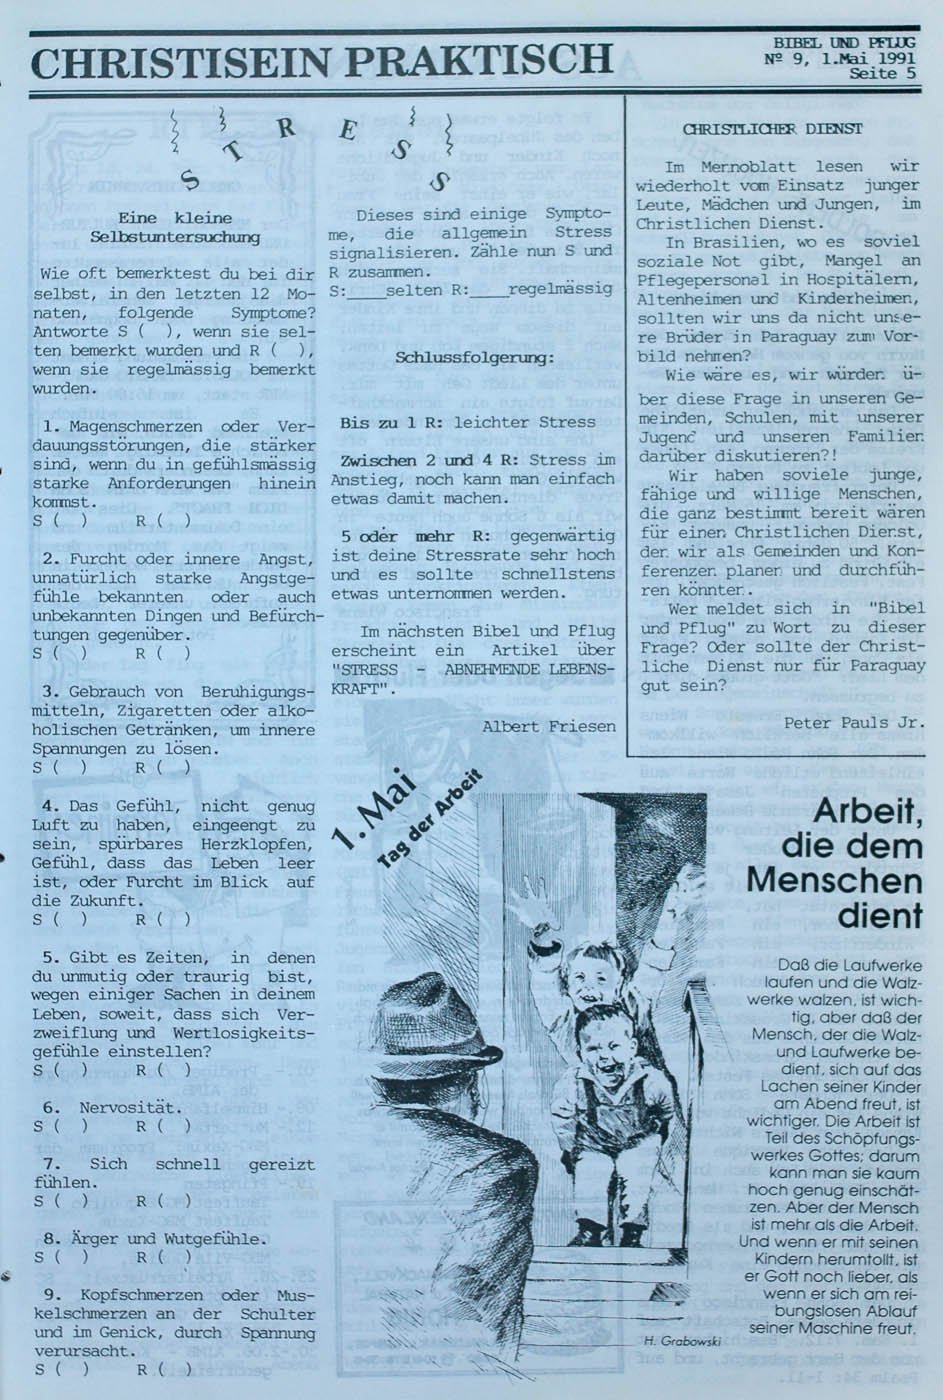 CHRISTISEIN PRAKTISCH
BIBEL UND PFLUG
Nº 9, 1.Mai 1991
Seite 5
STRESS
Eine kleine
Selbstuntersuchung
Wie oft bemerktest du bei dir
selbst, in den letzten 12 Mo-
naten, folgende Symptome?
Antworte S ( ), wenn sie sel-
ten bemerkt wurden und R ( ),
wenn sie regelmässig bemerkt
wurden.
1. Magenschmerzen oder Ver-
dauungsstörungen, die stärker
sind, wenn du in gefühlsmässig
starke Anforderungen hinein
kommst.
S ( ) R ( )
2. Furcht oder innere Angst,
unnatürlich starke Angstge-
fühle bekannten oder auch
unbekannten Dingen und Befürch-
tungen gegenüber.
S ( ) R ( )
3. Gebrauch von Beruhigungs-
mitteln, Zigaretten oder alko-
holischen Getränken, um innere
Spannungen zu lösen.
S ( ) R ( )
4. Das Gefühl, nicht genug
Luft zu haben, eingeengt zu
sein, spürbares Herzklopfen,
Gefühl, dass das Leben leer
ist, oder Furcht im Blick auf
die Zukunft.
S ( ) R ( )
5. Gibt es Zeiten, in denen
du unmutig oder traurig bist,
wegen einiger Sachen in deinem
Leben, soweit, dass sich Ver-
zweiflung und Wertlosigkeits-
gefühle einstellen?
S ( ) R ( )
6. Nervosität.
S ( ) R ( )
7. Sich schnell gereizt
fühlen.
S ( ) R ( )
8. Ärger und Wutgefühle.
S ( ) R ( )
9. Kopfschmerzen oder Mus-
kelschmerzen an der Schulter
und im Genick, durch Spannung
verursacht.
S ( ) R ( )
Dieses sind einige Sympto-
me, die allgemein Stress
signalisieren. Zähle nun S und
R zusammen.
S:____selten R:____regelmässig
Schlussfolgerung:
Bis zu 1 R: leichter Stress
Zwischen 2 und 4 R: Stress im
Anstieg, noch kann man einfach
etwas damit machen.
5 oder mehr R: gegenwärtig
ist deine Stressrate sehr hoch
und es sollte schnellstens
etwas unternommen werden.
Im nächsten Bibel und Pflug
erscheint ein Artikel über
"STRESS - ABNEHMENDE LEBENS-
KRAFT".
Albert Friesen
CHRISTLICHER DIENST
Im Mennoblatt lesen wir
wiederholt vom Einsatz junger
Leute, Mädchen und Jungen, im
Christlichen Dienst.
In Brasilien, wo es soviel
soziale Not gibt, Mangel an
Pflegepersonal in Hospitälern,
Altenheimen und Kinderheimen,
sollten wir uns da nicht unse-
re Brüder in Paraguay zum Vor-
bild nehmen?
Wie wäre es, wir würden ü-
ber diese Frage in unseren Ge-
meinden, Schulen, mit unserer
Jugend und unseren Familien
darüber diskutieren?!
Wir haben soviele junge,
fähige und willige Menschen,
die ganz bestimmt bereit wären
für einen Christlichen Dienst,
den wir als Gemeinden und Kon-
ferenzen planen und durchfüh-
ren könnten.
Wer meldet sich in "Bibel
und Pflug" zu Wort zu dieser
Frage? Oder sollte der Christ-
liche Dienst nur für Paraguay
gut sein?
Peter Pauls Jr.
1. Mai
Tag der Arbeit
H. Grabowski
Arbeit,
die dem
Menschen
dient
Daß die Laufwerke
laufen und die Walz-
werke walzen, ist wich-
tig, aber daß der
Mensch, der die Walz-
und Laufwerke be-
dient, sich auf das
Lachen seiner Kinder
am Abend freut, ist
wichtiger. Die Arbeit ist
Teil des Schöpfungs-
werkes Gottes; darum
kann man sie kaum
hoch genug einschät-
zen. Aber der Mensch
ist mehr als die Arbeit.
Und wenn er mit seinen
Kindern herumtollt, ist
er Gott noch lieber, als
wenn er sich am rei-
bungslosen Ablauf
seiner Maschine freut.